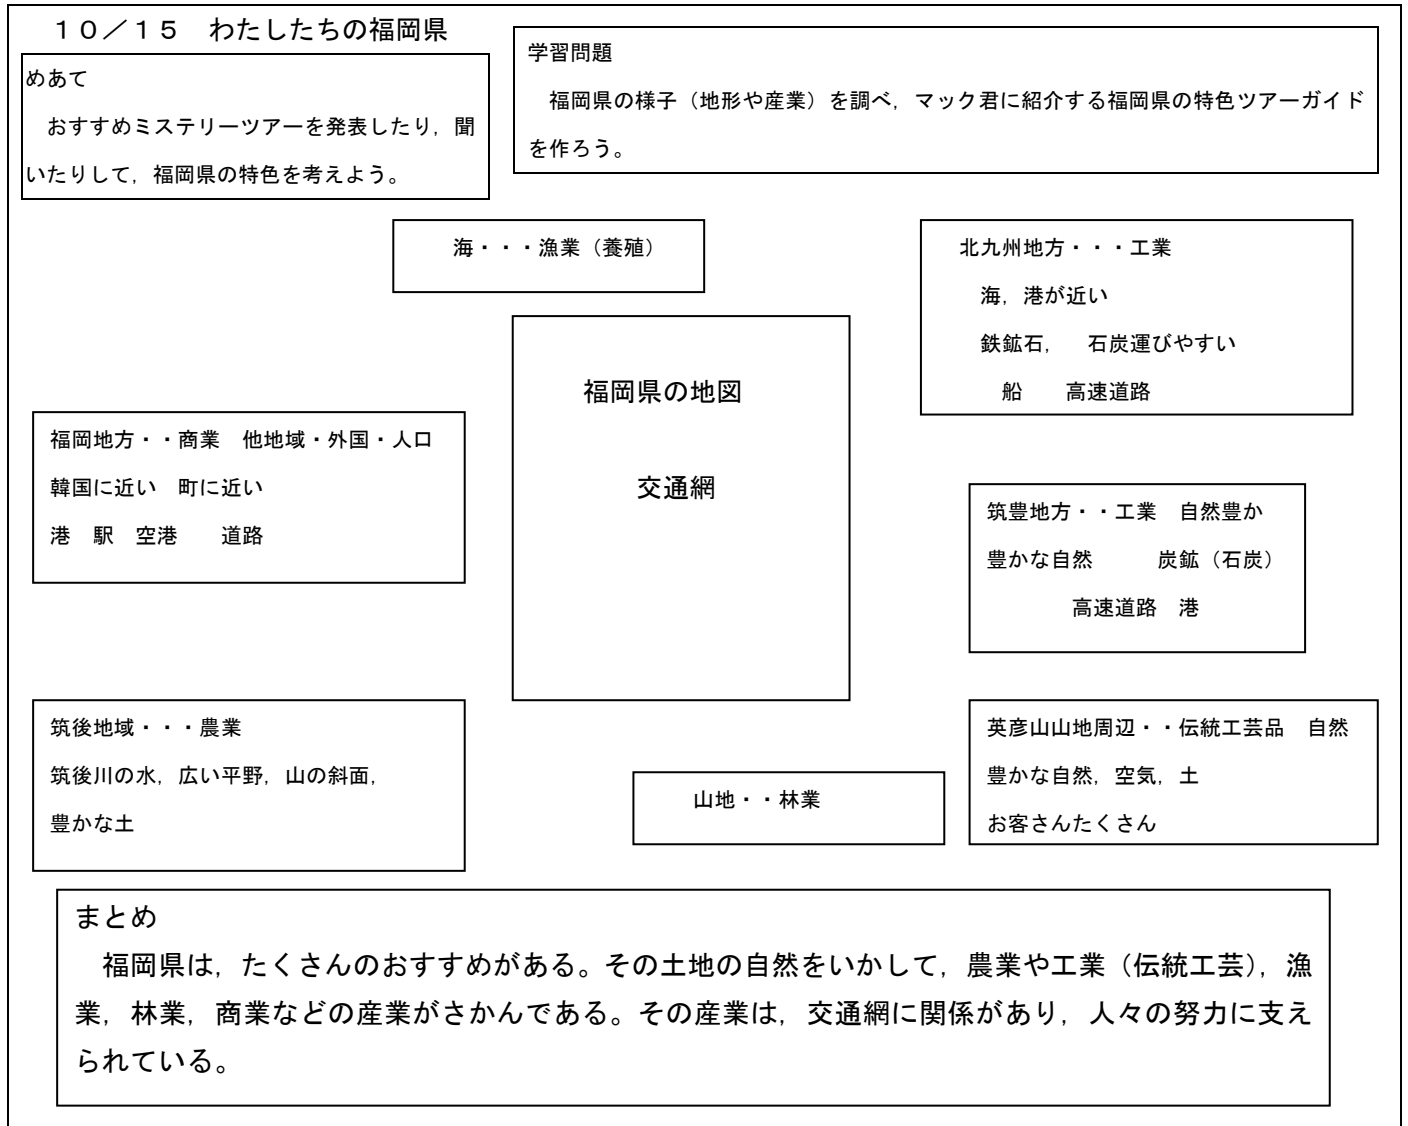 １０／１５　わたしたちの福岡県
めあて
　おすすめミステリーツアーを発表したり，聞
いたりして，福岡県の特色を考えよう。
学習問題
　福岡県の様子（地形や産業）を調べ，マック君に紹介する福岡県の特色ツアーガイド
を作ろう。
海・・・漁業（養殖）
北九州地方・・・工業
海，港が近い
鉄鉱石，　石炭運びやすい
船　　高速道路
福岡県の地図
交通網
福岡地方・・商業　他地域・外国・人口
韓国に近い　町に近い
港　駅　空港　　道路
筑豊地方・・工業　自然豊か
豊かな自然　　　炭鉱（石炭）
高速道路　港
筑後地域・・・農業
筑後川の水，広い平野，山の斜面，
豊かな土
山地・・林業
英彦山山地周辺・・伝統工芸品　自然
豊かな自然，空気，土
お客さんたくさん
まとめ
　福岡県は，たくさんのおすすめがある。その土地の自然をいかして，農業や工業（伝統工芸），漁
業，林業，商業などの産業がさかんである。その産業は，交通網に関係があり，人々の努力に支え
られている。